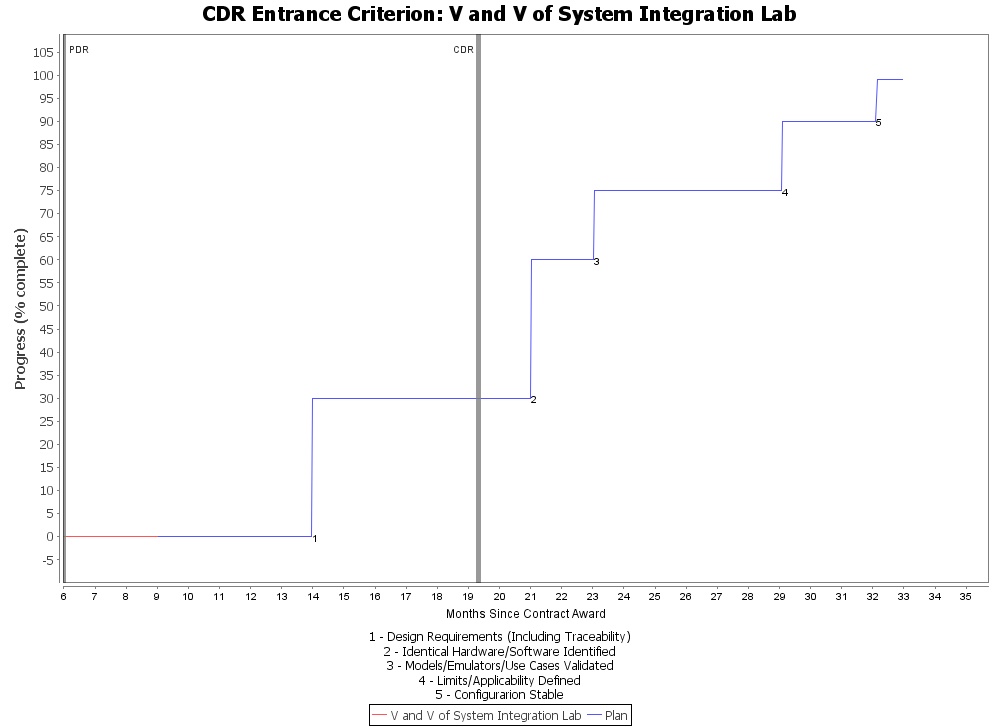 CDR Entrance Criterion: V and V of System Integration Lab
PDR
CDR
105
100
95
90
85
80
75
70
65
60
55
50
45
40
35
30
25
20
15
10
5
0
-5
Progress (% complete)
1
2
3
4
5
6 7 8 9 10 11 12 13 14 15 16 17 18 19 20 21 22 23 24 25 26 27 28 29 30 31 32 33 34 35
Months Since Contract Award
1 - Design Requirements (Including Traceability)
2 - Identical Hardware/Software Identified
3 - Models/Emulators/Use Cases Validated
4 - Limits/Applicability Defined
5 - Configurarion Stable
V and V of System Integration Lab Plan